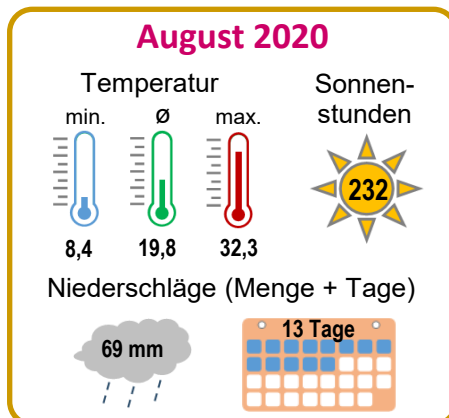 August 2020
Temperatur
Sonnen-
stunden
min. Ø max.
232
8,4 19,8 32,3
Niederschläge (Menge + Tage)
69 mm
13 Tage